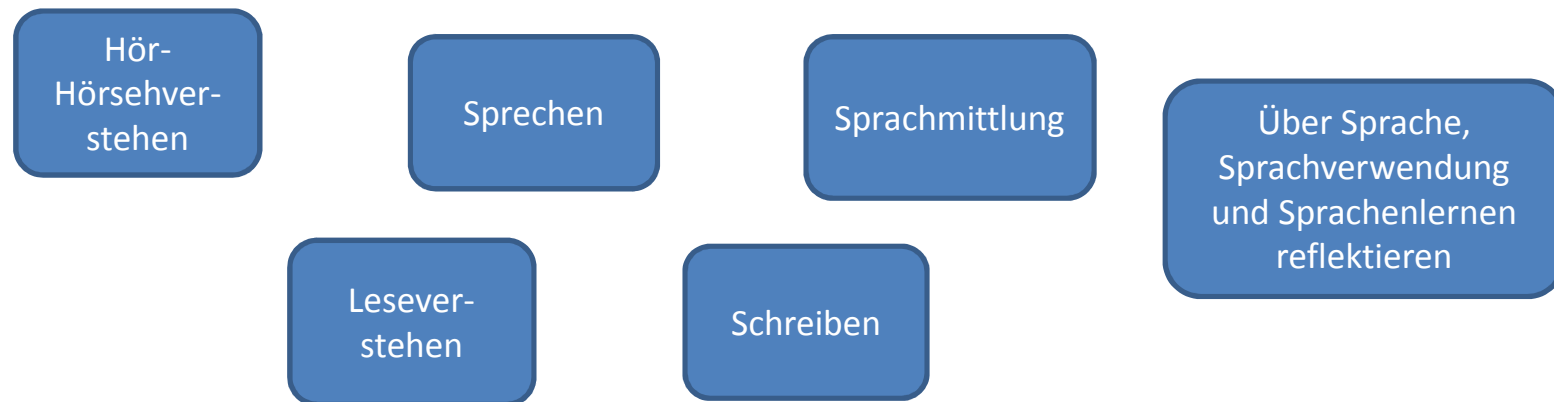 Hör-
Hörsehver-
stehen
Sprechen
Sprachmittlung
Über Sprache,
Sprachverwendung
und Sprachenlernen
reflektieren
Lesever-
stehen
Schreiben